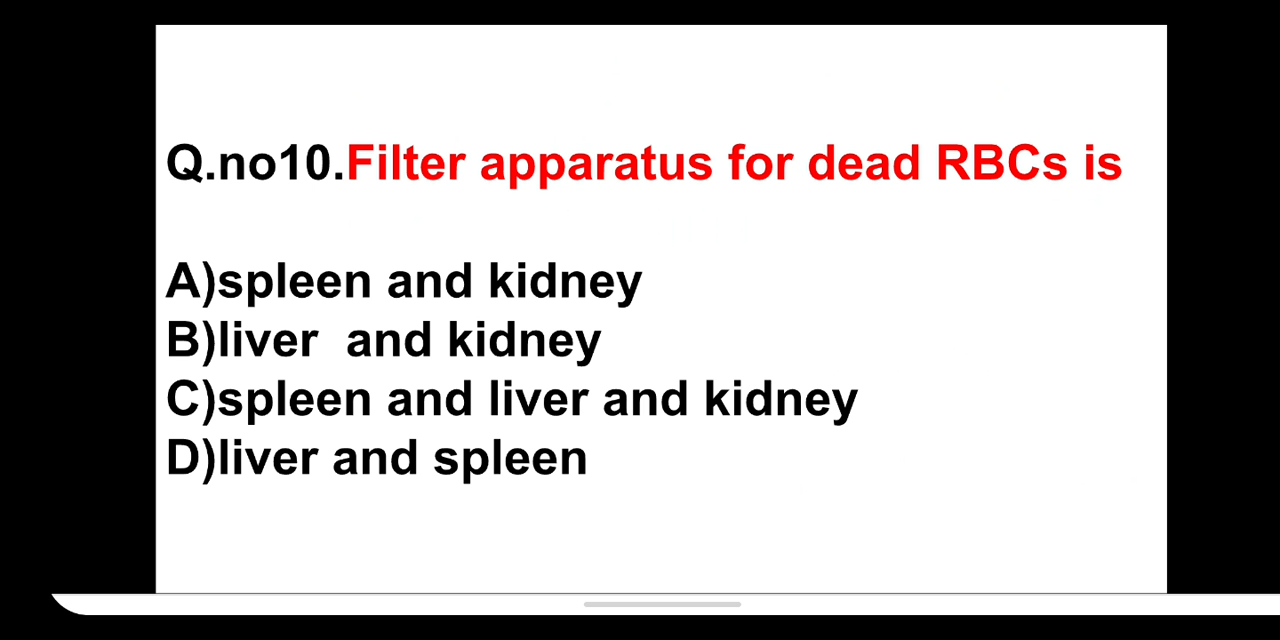 Q.no10.Filter apparatus for dead RBCs is
A)spleen and kidney
B)liver  and kidney
C)spleen and liver and kidney
D)liver and spleen